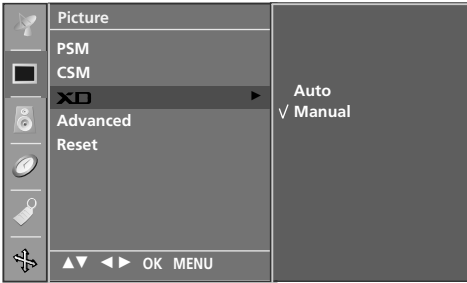 Picture
PSM
CSM
XD ►
Advanced
Reset
Auto
√ Manual
▲▼ ◄► OK MENU